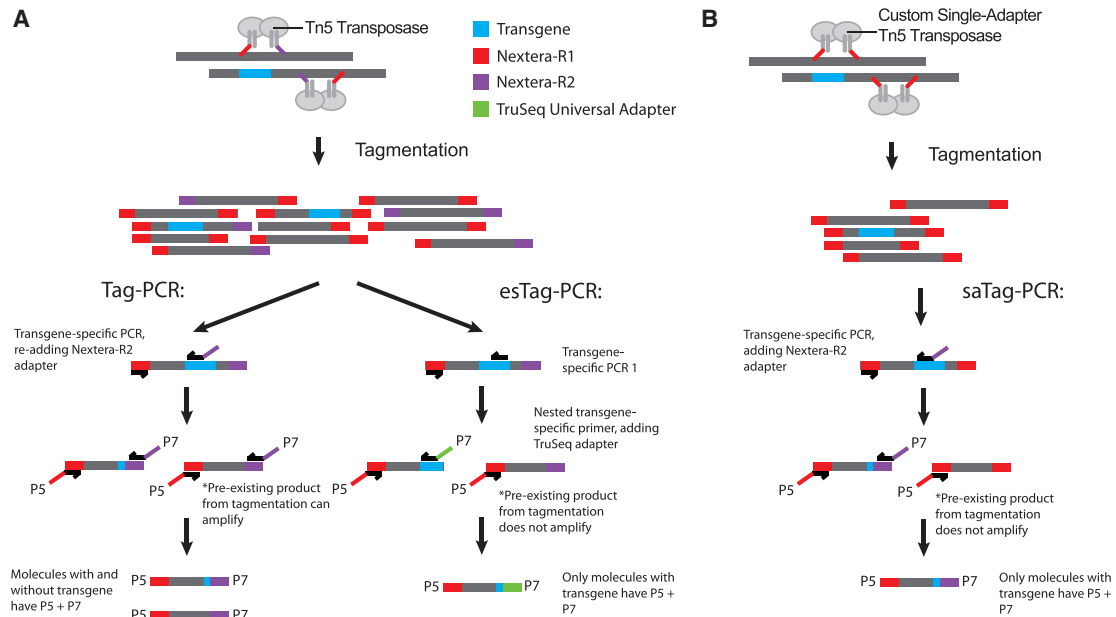 A
Tn5 Transposase
Transgene
Nextera-R1
Nextera-R2
TruSeq Universal Adapter
Tagmentation
Tag-PCR:
esTag-PCR:
Transgene-specific PCR,
re-adding Nextera-R2
adapter
Transgene-
specific PCR 1
Nested transgene-
specific primer, adding
TruSeq adapter
P7
P5
P7
P5
*Pre-existing product
from tagmentation can
amplify
P7
P5
P5
*Pre-existing product
from tagmentation
does not amplify
Molecules with and
without transgene
have P5 + P7
P5
P7
P5
P7
P5
P7
Only molecules with
transgene have P5 +
P7
B
Custom Single-Adapter
Tn5 Transposase
Tagmentation
saTag-PCR:
Transgene-specific PCR,
adding Nextera-R2
adapter
P7
P5
P5
*Pre-existing product
from tagmentation
does not amplify
P5
P7
Only molecules with
transgene have P5 +
P7